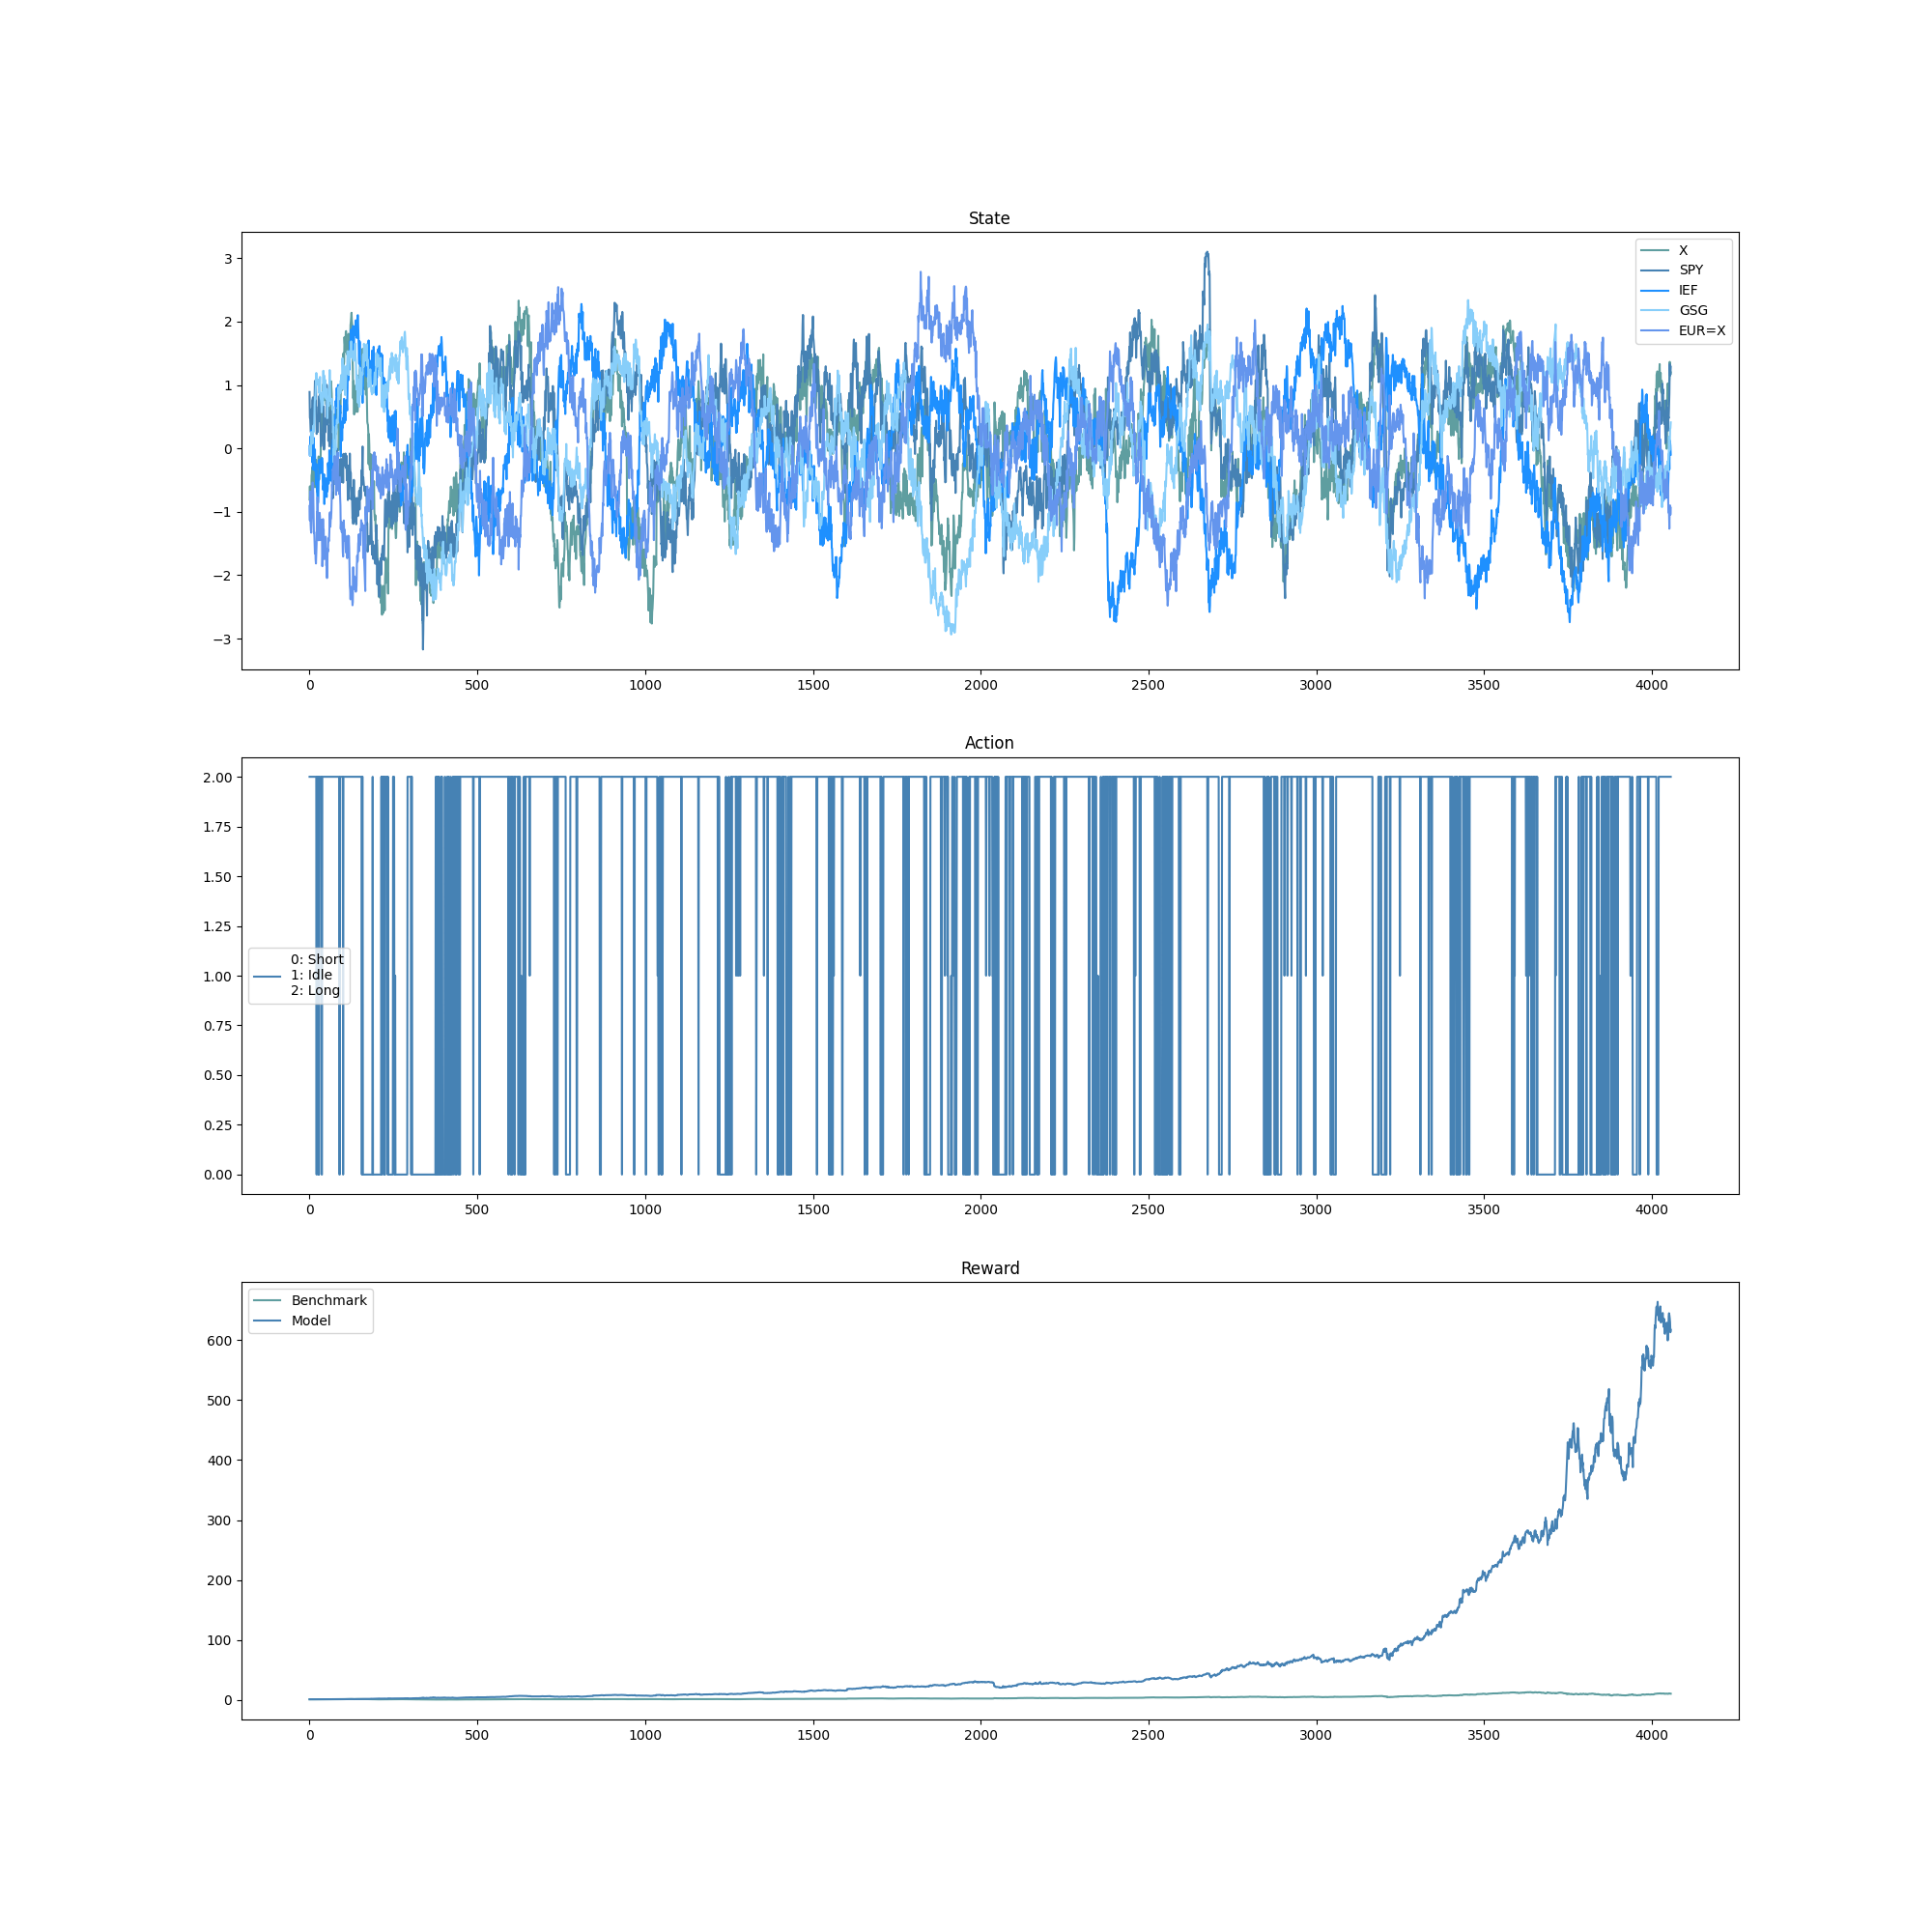 State
3
2
1
0
−1
−2
−3
X
SPY
IEF
GSG
EUR=X
0 500 1000 1500 2000 2500 3000 3500 4000
Action
2.00
1.75
1.50
1.25
1.00
0.75
0.50
0.25
0.00
0: Short
1: Idle
2: Long
0 500 1000 1500 2000 2500 3000 3500 4000
Reward
Benchmark
Model
600
500
400
300
200
100
0
0 500 1000 1500 2000 2500 3000 3500 4000